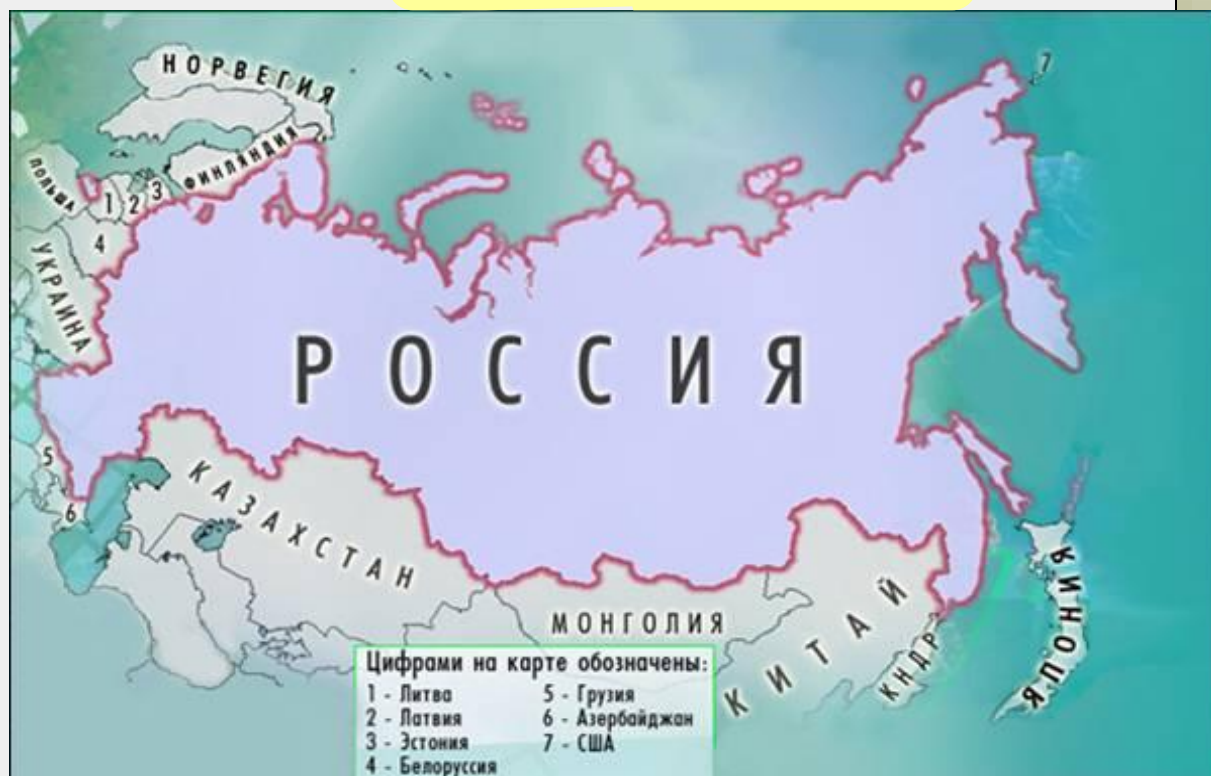 НОРВЕГИЯ
7
ФИНЛЯНДИЯ
ПОЛЬША
1
2
3
4
УКРАИНА
РОССИЯ
5
6
КАЗАХСТАН
МОНГОЛИЯ
КИТАЙ
КНДР
ЯПОНИЯ
Цифрами на карте обозначены:
1 - Литва
2 - Латвия
3 - Эстония
4 - Белоруссия
5 - Грузия
6 - Азербайджан
7 - США